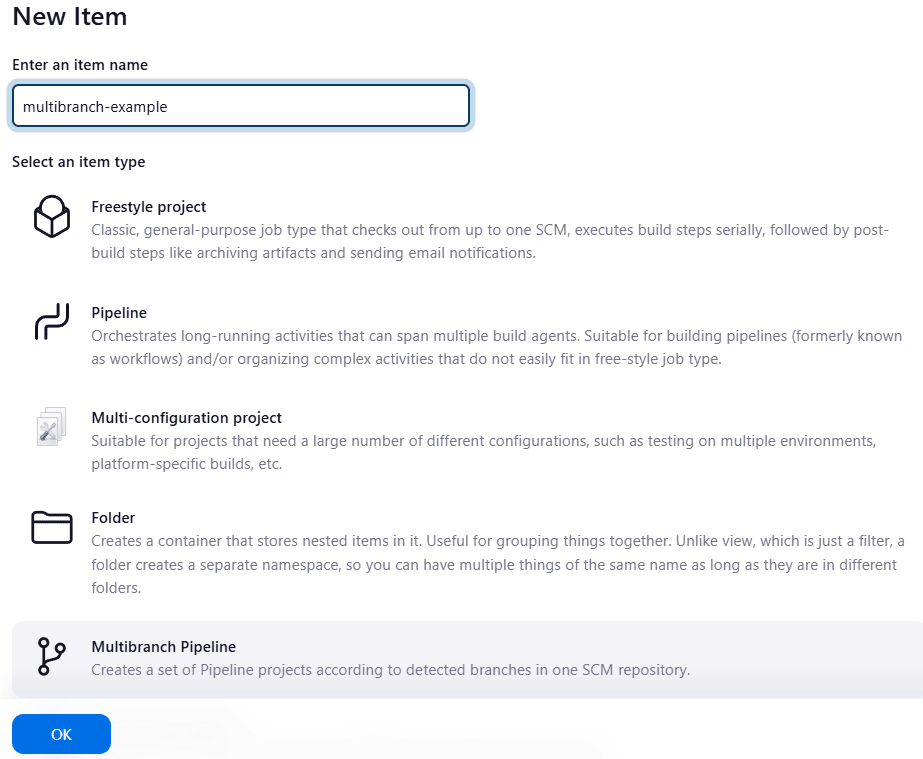 New Item
Enter an item name
multibranch-example
Select an item type
Freestyle project
Classic, general-purpose job type that checks out from up to one SCM, executes build steps serially, followed by post-
build steps like archiving artifacts and sending email notifications.
Pipeline
Orchestrates long-running activities that can span multiple build agents. Suitable for building pipelines (formerly known
as workflows) and/or organizing complex activities that do not easily fit in free-style job type.
Multi-configuration project
Suitable for projects that need a large number of different configurations, such as testing on multiple environments,
platform-specific builds, etc.
Folder
Creates a container that stores nested items in it. Useful for grouping things together. Unlike view, which is just a filter, a
folder creates a separate namespace, so you can have multiple things of the same name as long as they are in different
folders.
Multibranch Pipeline
Creates a set of Pipeline projects according to detected branches in one SCM repository.
OK